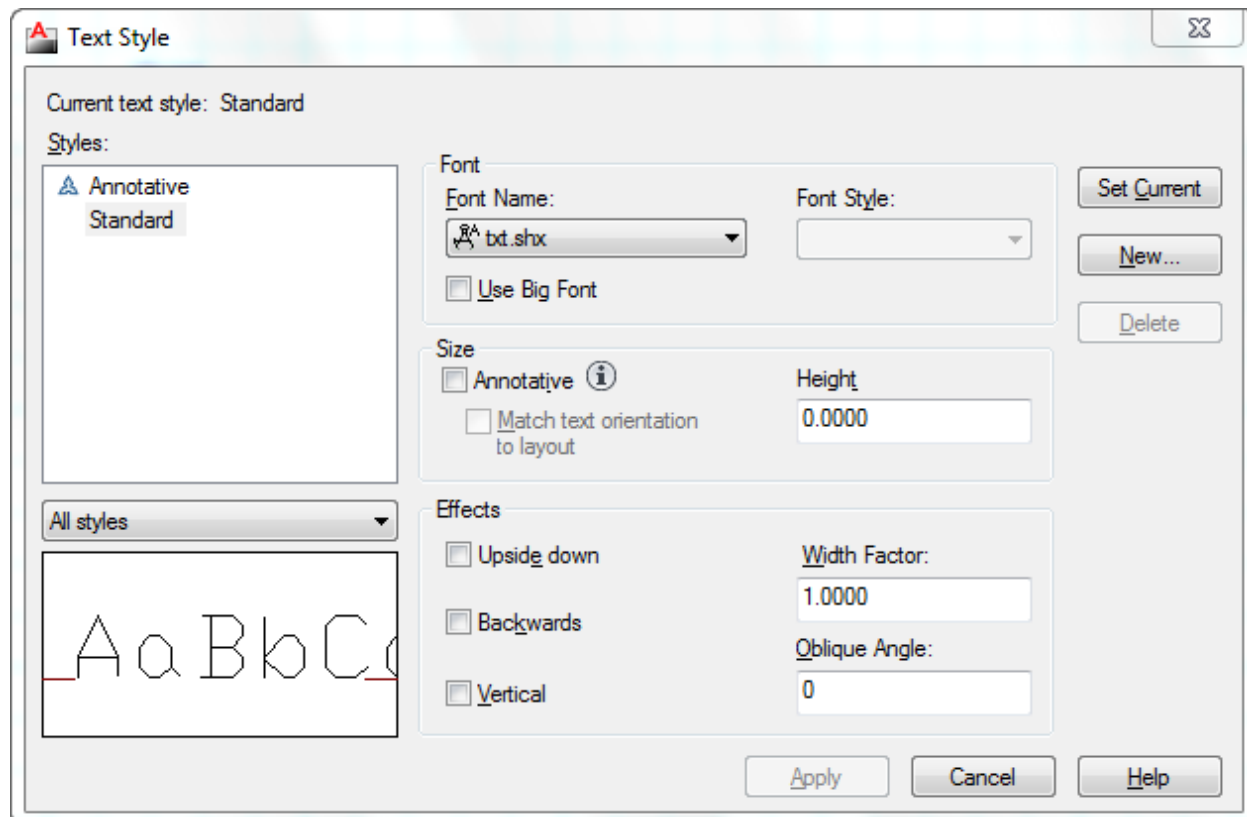 Text Style
Current text style: Standard
Styles:
Annotative
Standard
All styles
AaBbC
Font
Font Name:
txt.shx
Use Big Font
Font Style:
Size
Annotative
Match text orientation
to layout
Height
0.0000
Effects
Upside down
Backwards
Vertical
Width Factor:
1.0000
Oblique Angle:
0
Set Current
New...
Delete
Apply
Cancel
Help